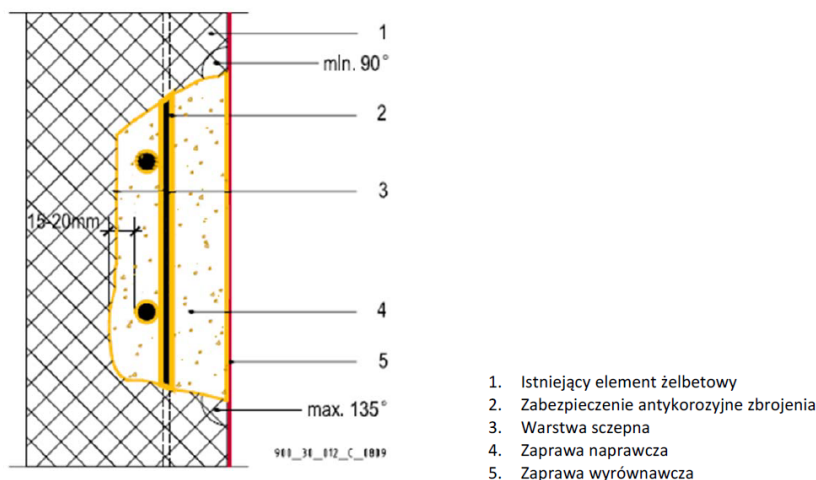 1
min. 90°
2
3
15-20mm
4
5
max. 135°
900_30_012_C_0809
1. Istniejący element żelbetowy
2. Zabezpieczenie antykorozyjne zbrojenia
3. Warstwa sczepna
4. Zaprawa naprawcza
5. Zaprawa wyrównawcza